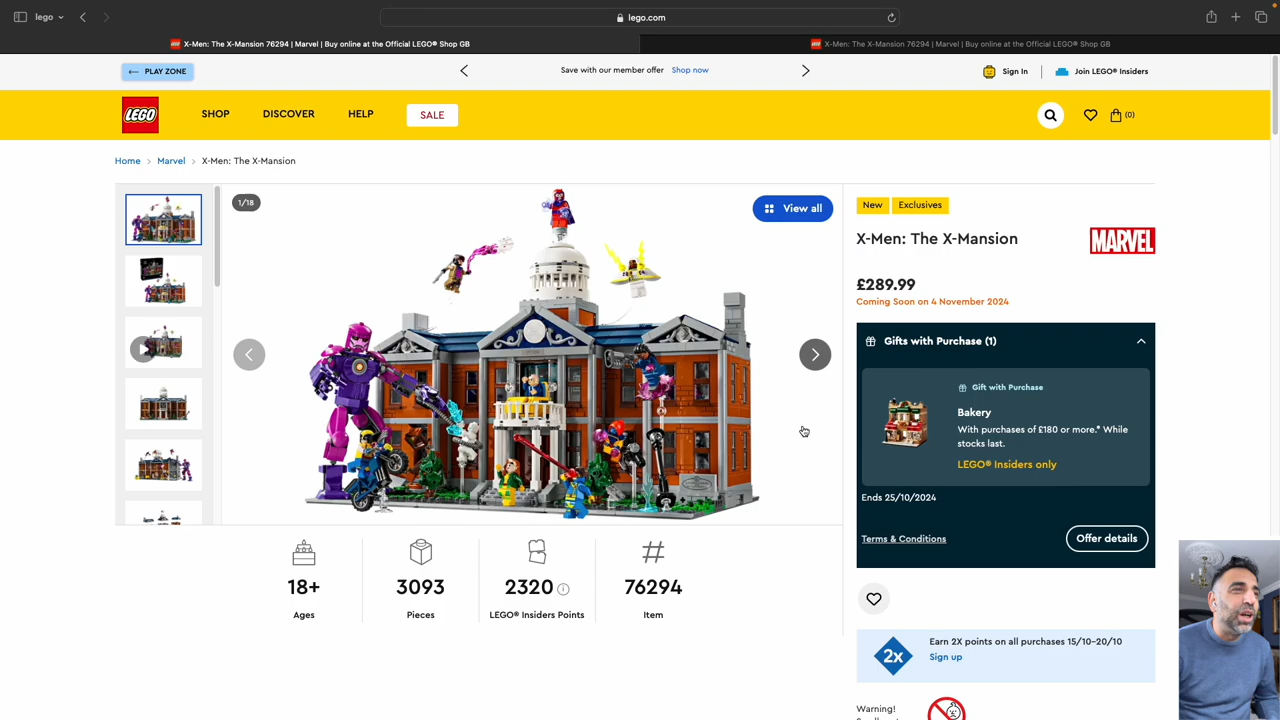 lego
lego.com
X-Men: The X-Mansion 76294 | Marvel | Buy online at the Official LEGO® Shop GB
X-Men: The X-Mansion 76294 | Marvel | Buy online at the Official LEGO® Shop GB
← PLAY ZONE
Save with our member offer Shop now
Sign In
Join LEGO® Insiders
LEGO
SHOP
DISCOVER
HELP
SALE
(0)
Home > Marvel > X-Men: The X-Mansion
1/18
View all
New
Exclusives
X-Men: The X-Mansion
MARVEL
£289.99
Coming Soon on 4 November 2024
Gifts with Purchase (1)
Gift with Purchase
Bakery
With purchases of £180 or more.* While
stocks last.
LEGO® Insiders only
Ends 25/10/2024
Terms & Conditions
Offer details
18+
Ages
3093
Pieces
2320
LEGO® Insiders Points
#
76294
Item
2x
Earn 2X points on all purchases 15/10-20/10
Sign up
Warning!